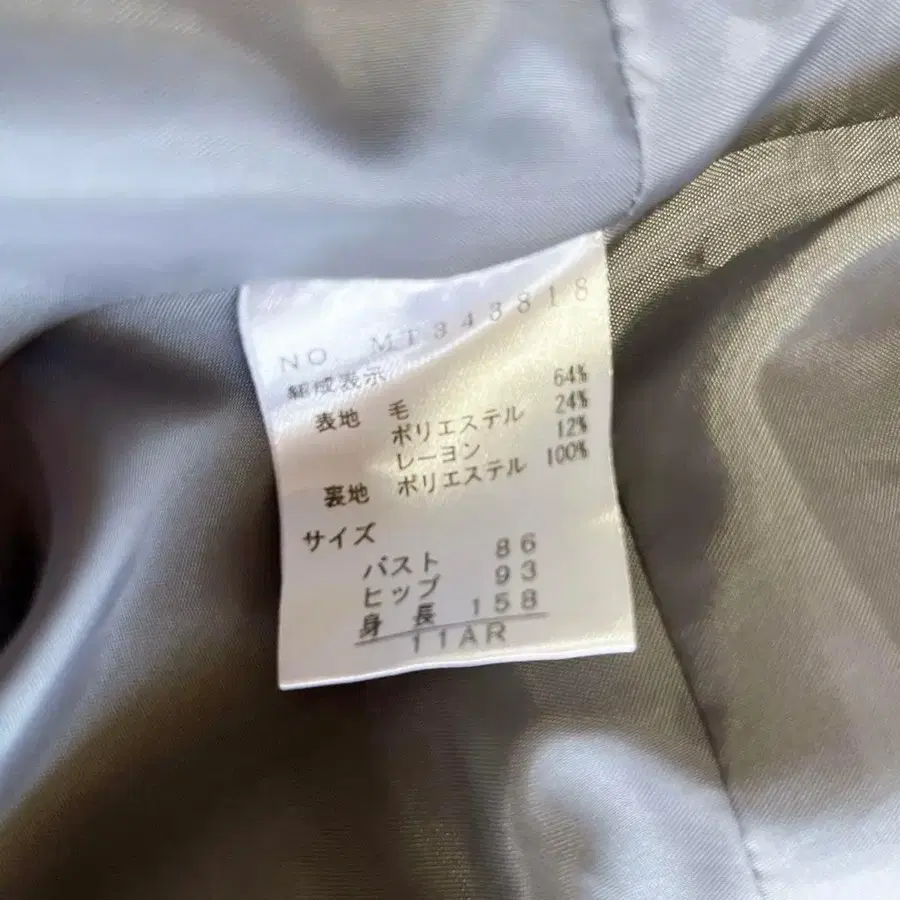 NO. MT343818
組成表示
表地 毛 64%
ポリエステル 24%
レーヨン 12%
裏地 ポリエステル 100%
サイズ
バスト 86
ヒップ 93
身長 158
11AR